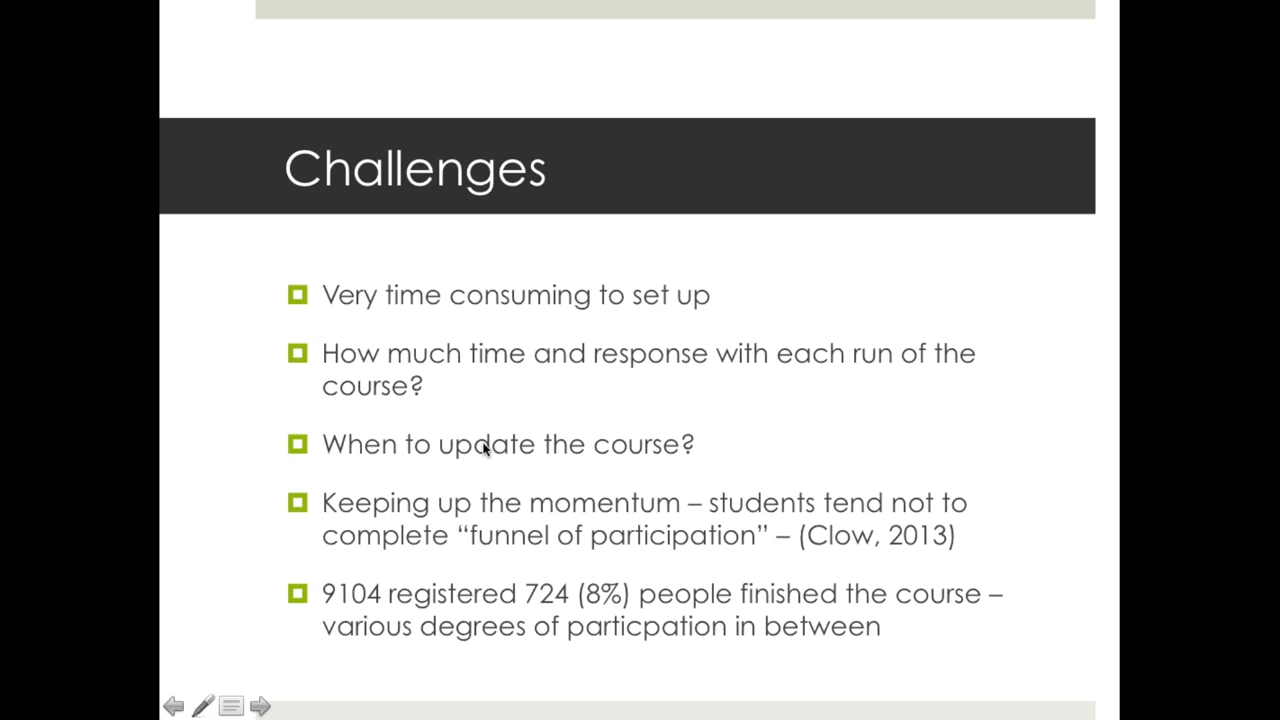 Challenges
Very time consuming to set up
How much time and response with each run of the
course?
When to update the course?
Keeping up the momentum – students tend not to
complete “funnel of participation” – (Clow, 2013)
9104 registered 724 (8%) people finished the course –
various degrees of particpation in between